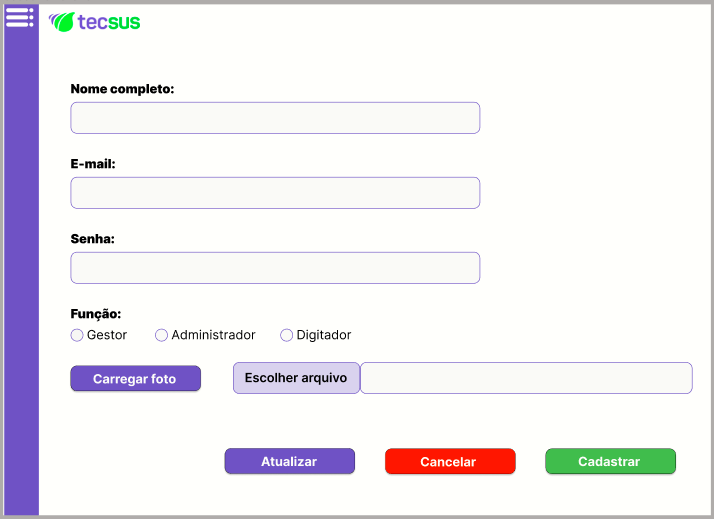 tecsus
Nome completo:
E-mail:
Senha:
Função:
Gestor Administrador Digitador
Carregar foto Escolher arquivo
Atualizar Cancelar Cadastrar